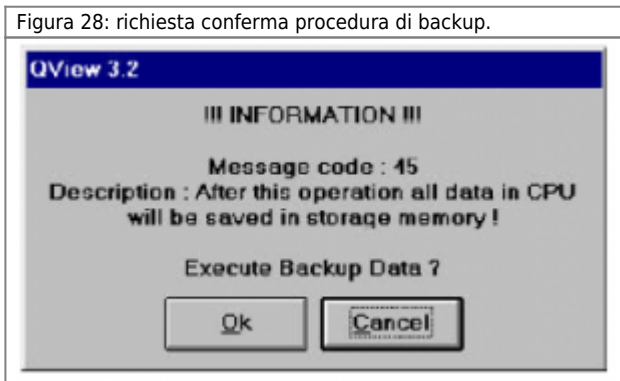 Figura 28: richiesta conferma procedura di backup.
QView 3.2
!!! INFORMATION !!!
Message code : 45
Description : After this operation all data in CPU
will be saved in storage memory !
Execute Backup Data ?
Ok
Cancel